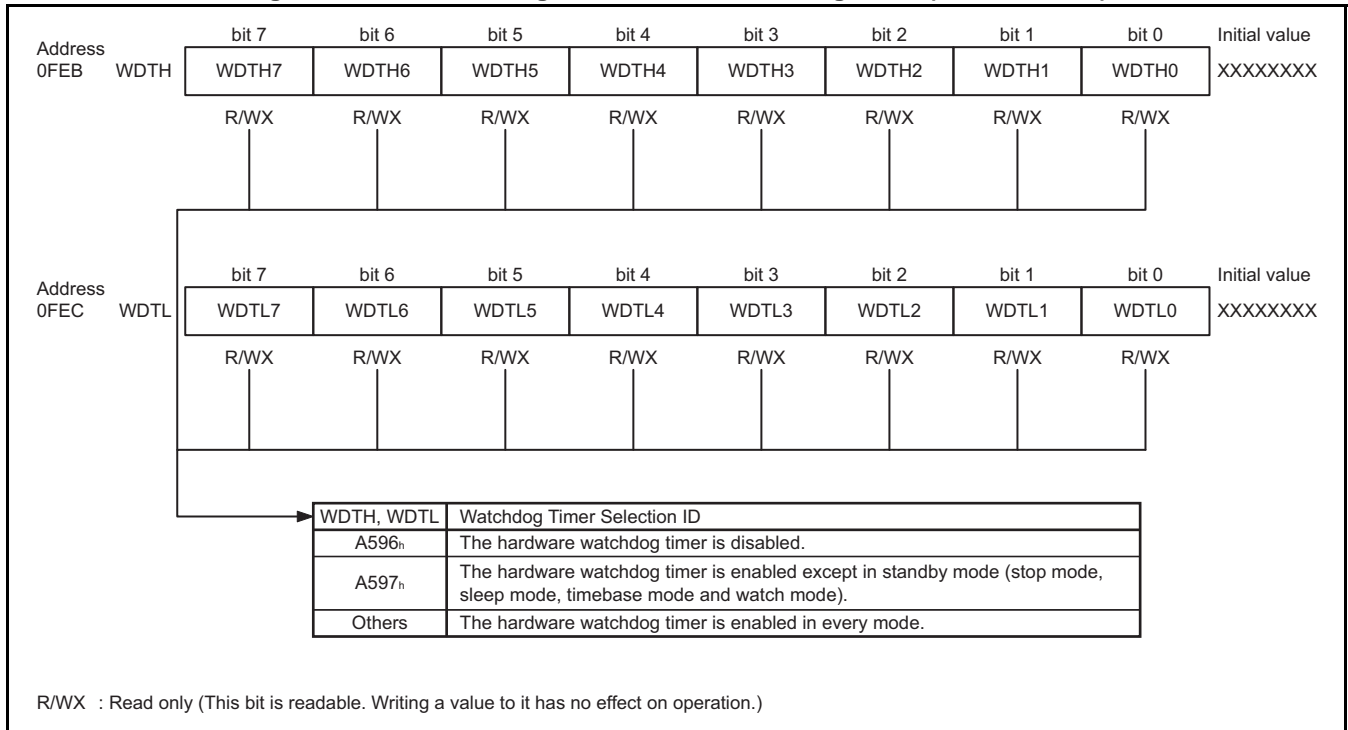 bit 7 bit 6 bit 5 bit 4 bit 3 bit 2 bit 1 bit 0 Initial value
Address
0FEB WDTH WDTH7 WDTH6 WDTH5 WDTH4 WDTH3 WDTH2 WDTH1 WDTH0 XXXXXXXX
R/WX R/WX R/WX R/WX R/WX R/WX R/WX R/WX
bit 7 bit 6 bit 5 bit 4 bit 3 bit 2 bit 1 bit 0 Initial value
Address
0FEC WDTL WDTL7 WDTL6 WDTL5 WDTL4 WDTL3 WDTL2 WDTL1 WDTL0 XXXXXXXX
R/WX R/WX R/WX R/WX R/WX R/WX R/WX R/WX
WDTH, WDTL Watchdog Timer Selection ID
A596h The hardware watchdog timer is disabled.
A597h The hardware watchdog timer is enabled except in standby mode (stop mode,
sleep mode, timebase mode and watch mode).
Others The hardware watchdog timer is enabled in every mode.
R/WX : Read only (This bit is readable. Writing a value to it has no effect on operation.)